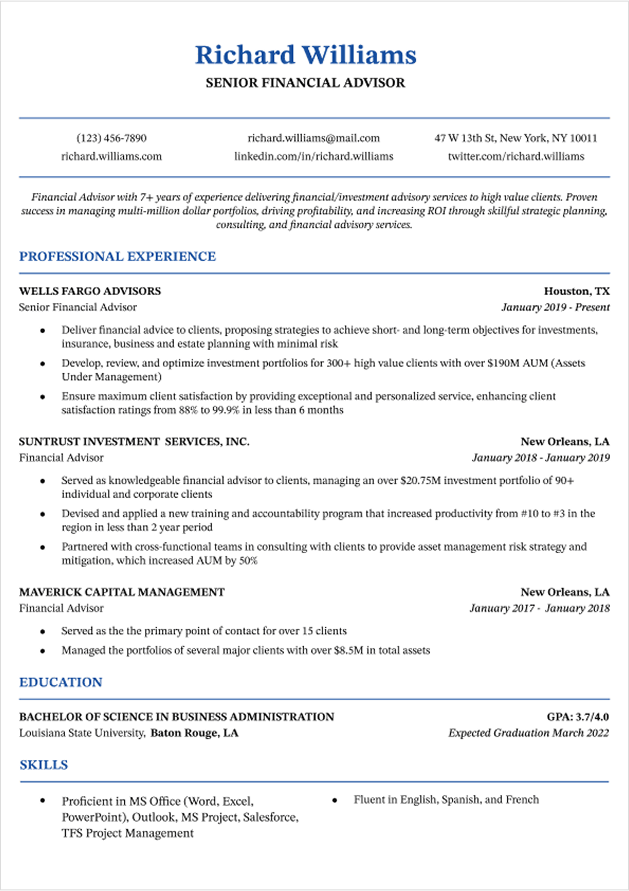 Richard Williams
SENIOR FINANCIAL ADVISOR
(123) 456-7890 richard.williams@mail.com 47 W 13th St, New York, NY 10011
richard.williams.com linkedin.com/in/richard.williams twitter.com/richard.williams
Financial Advisor with 7+ years of experience delivering financial/investment advisory services to high value clients. Proven
success in managing multi-million dollar portfolios, driving profitability, and increasing ROI through skillful strategic planning,
consulting, and financial advisory services.
PROFESSIONAL EXPERIENCE
WELLS FARGO ADVISORS Houston, TX
Senior Financial Advisor January 2019 - Present
● Deliver financial advice to clients, proposing strategies to achieve short- and long-term objectives for investments,
insurance, business and estate planning with minimal risk
● Develop, review, and optimize investment portfolios for 300+ high value clients with over $190M AUM (Assets
Under Management)
● Ensure maximum client satisfaction by providing exceptional and personalized service, enhancing client
satisfaction ratings from 88% to 99.9% in less than 6 months
SUNTRUST INVESTMENT SERVICES, INC. New Orleans, LA
Financial Advisor January 2018 - January 2019
● Served as knowledgeable financial advisor to clients, managing an over $20.75M investment portfolio of 90+
individual and corporate clients
● Devised and applied a new training and accountability program that increased productivity from #10 to #3 in the
region in less than 2 year period
● Partnered with cross-functional teams in consulting with clients to provide asset management risk strategy and
mitigation, which increased AUM by 50%
MAVERICK CAPITAL MANAGEMENT New Orleans, LA
Financial Advisor January 2017 - January 2018
● Served as the the primary point of contact for over 15 clients
● Managed the portfolios of several major clients with over $8.5M in total assets
EDUCATION
BACHELOR OF SCIENCE IN BUSINESS ADMINISTRATION GPA: 3.7/4.0
Louisiana State University, Baton Rouge, LA Expected Graduation March 2022
SKILLS
● Proficient in MS Office (Word, Excel,
PowerPoint), Outlook, MS Project, Salesforce,
TFS Project Management
● Fluent in English, Spanish, and French